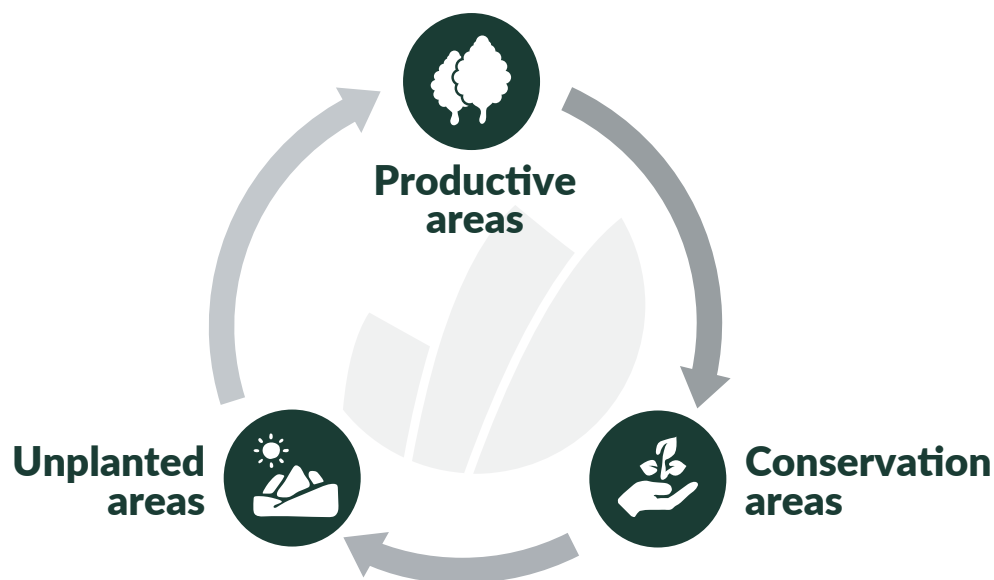 Productive
areas
Unplanted
areas
Conservation
areas